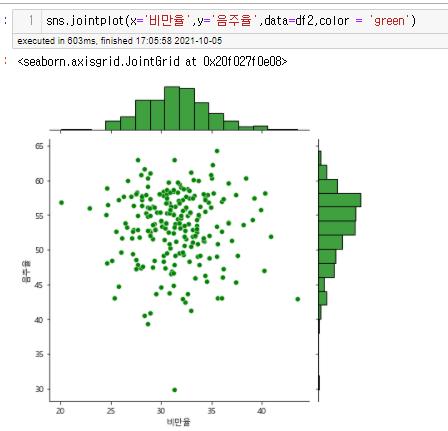 1 sns.jointplot(x='비만율',y='음주율',data=df2,color = 'green')
executed in 603ms, finished 17:05:58 2021-10-05
<seaborn.axisgrid.JointGrid at 0x20f027f0e08>
65
60
55
50
45
40
35
30
음주율
20 25 30 35 40
비만율